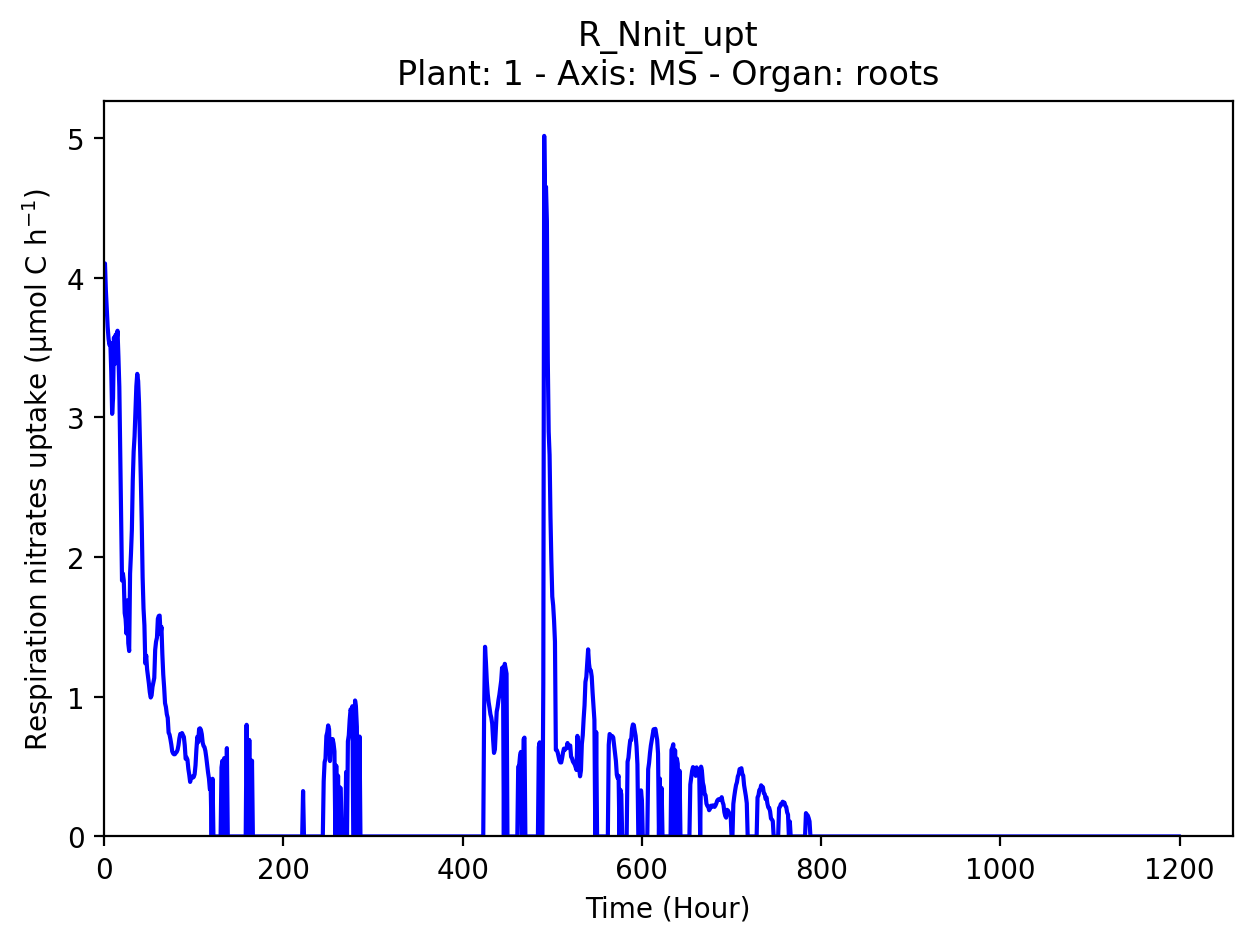 R_Nnit_upt
Plant: 1 - Axis: MS - Organ: roots
Respiration nitrates uptake (µmol C h⁻¹)
5
4
3
2
1
0
0 200 400 600 800 1000 1200
Time (Hour)